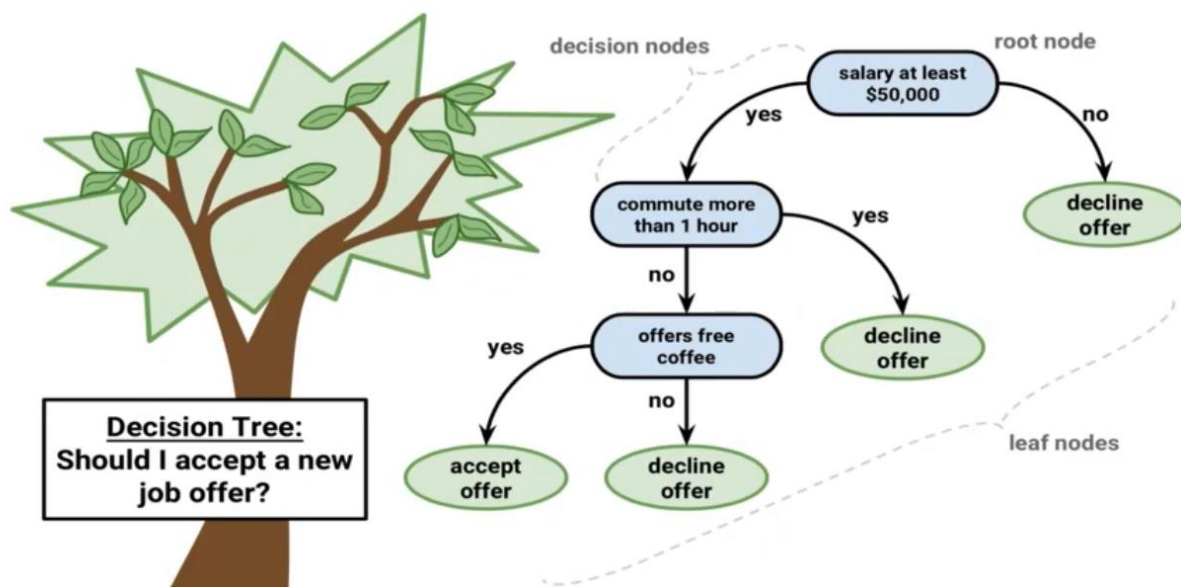 decision nodes
root node
salary at least
$50,000
yes
no
commute more
than 1 hour
yes
decline
offer
no
offers free
coffee
decline
offer
yes
no
leaf nodes
accept
offer
decline
offer
Decision Tree:
Should I accept a new
job offer?